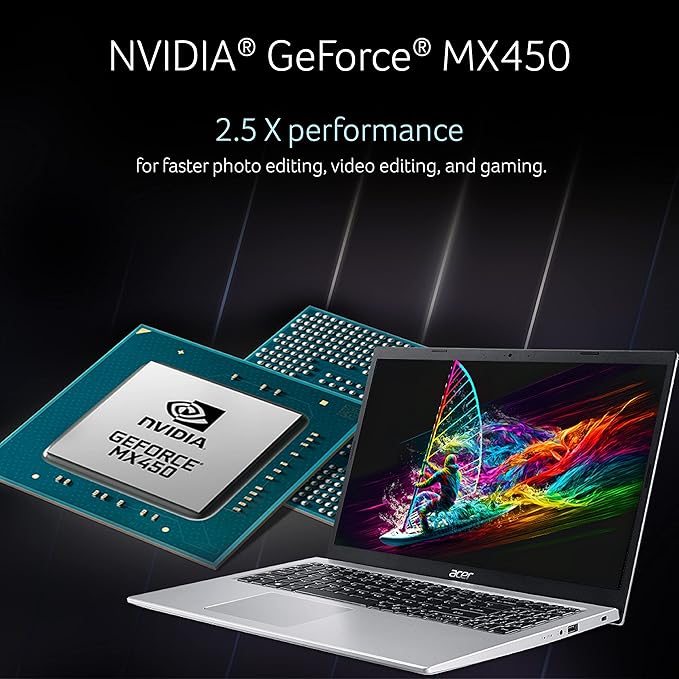 NVIDIA® GeForce® MX450
2.5 X performance
for faster photo editing, video editing, and gaming.
NVIDIA
GEFORCE
MX450
acer